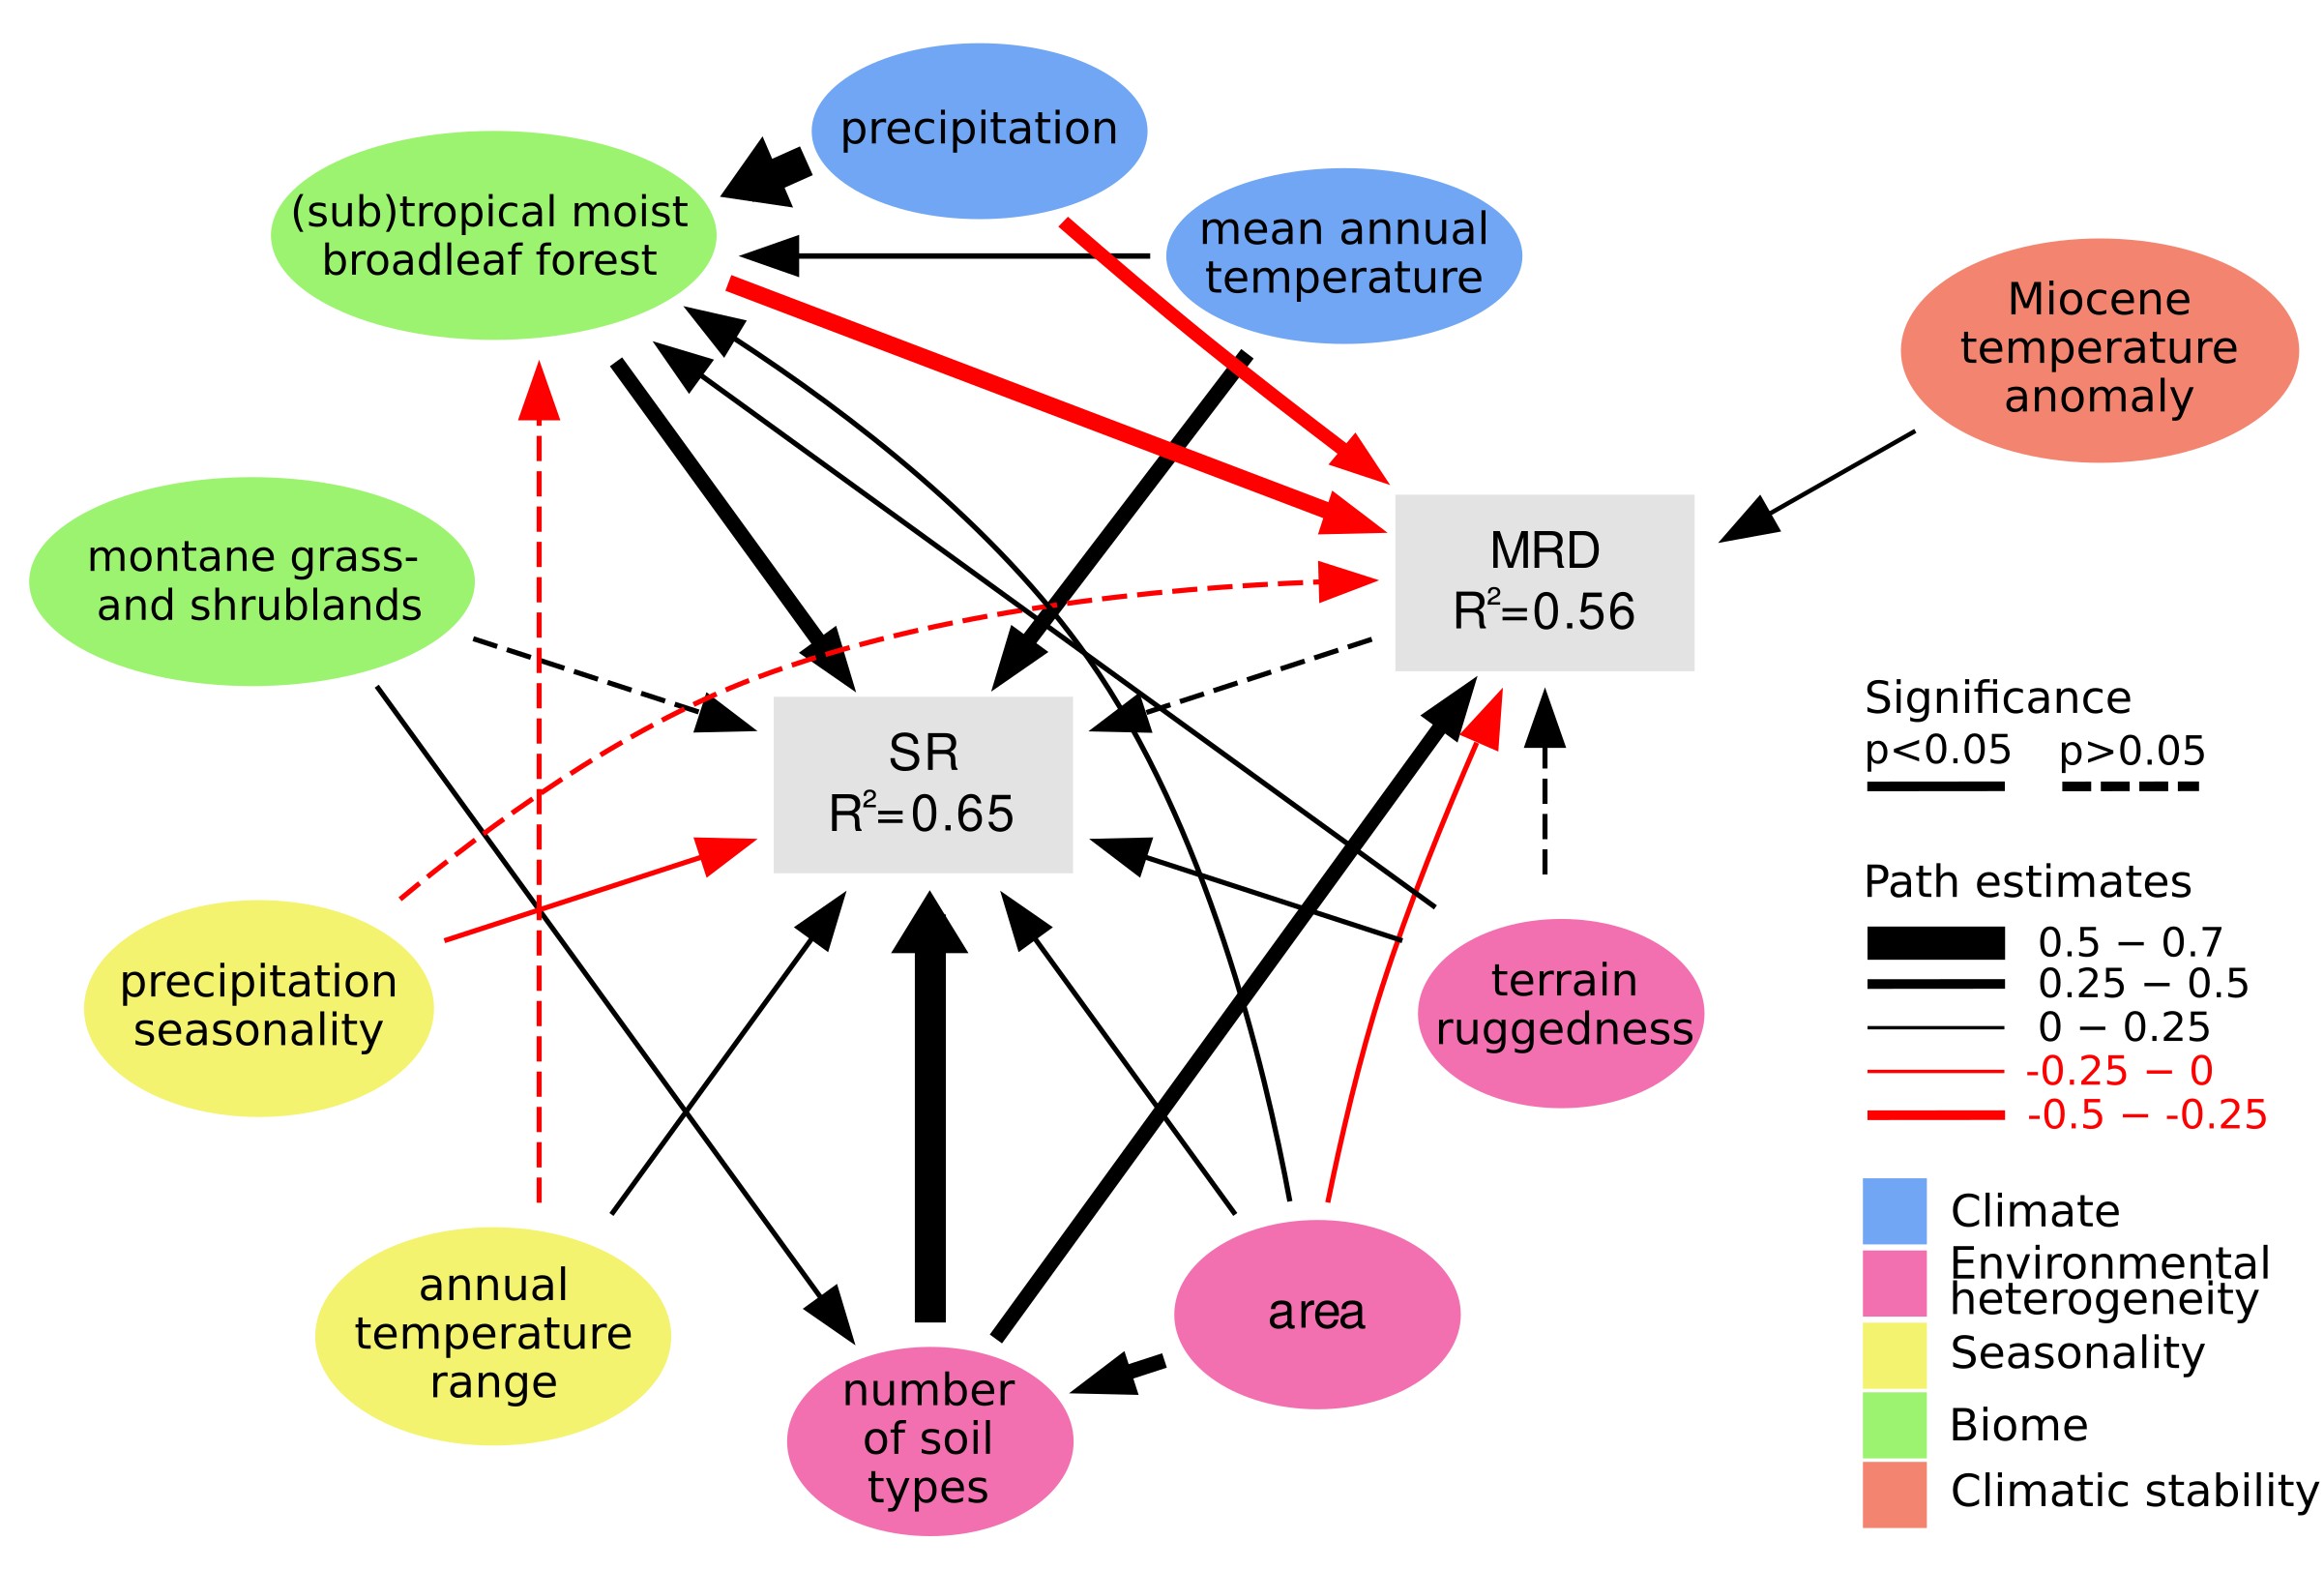 precipitation
(sub)tropical moist
broadleaf forest
mean annual
temperature
Miocene
temperature
anomaly
montane grass-
and shrublands
MRD
R²=0.56
SR
R²=0.65
precipitation
seasonality
terrain
ruggedness
annual
temperature
range
area
number
of soil
types
Significance
p<0.05 p>0.05
Path estimates
0.5 – 0.7
0.25 – 0.5
0 – 0.25
-0.25 – 0
-0.5 – -0.25
Climate
Environmental
heterogeneity
Seasonality
Biome
Climatic stability